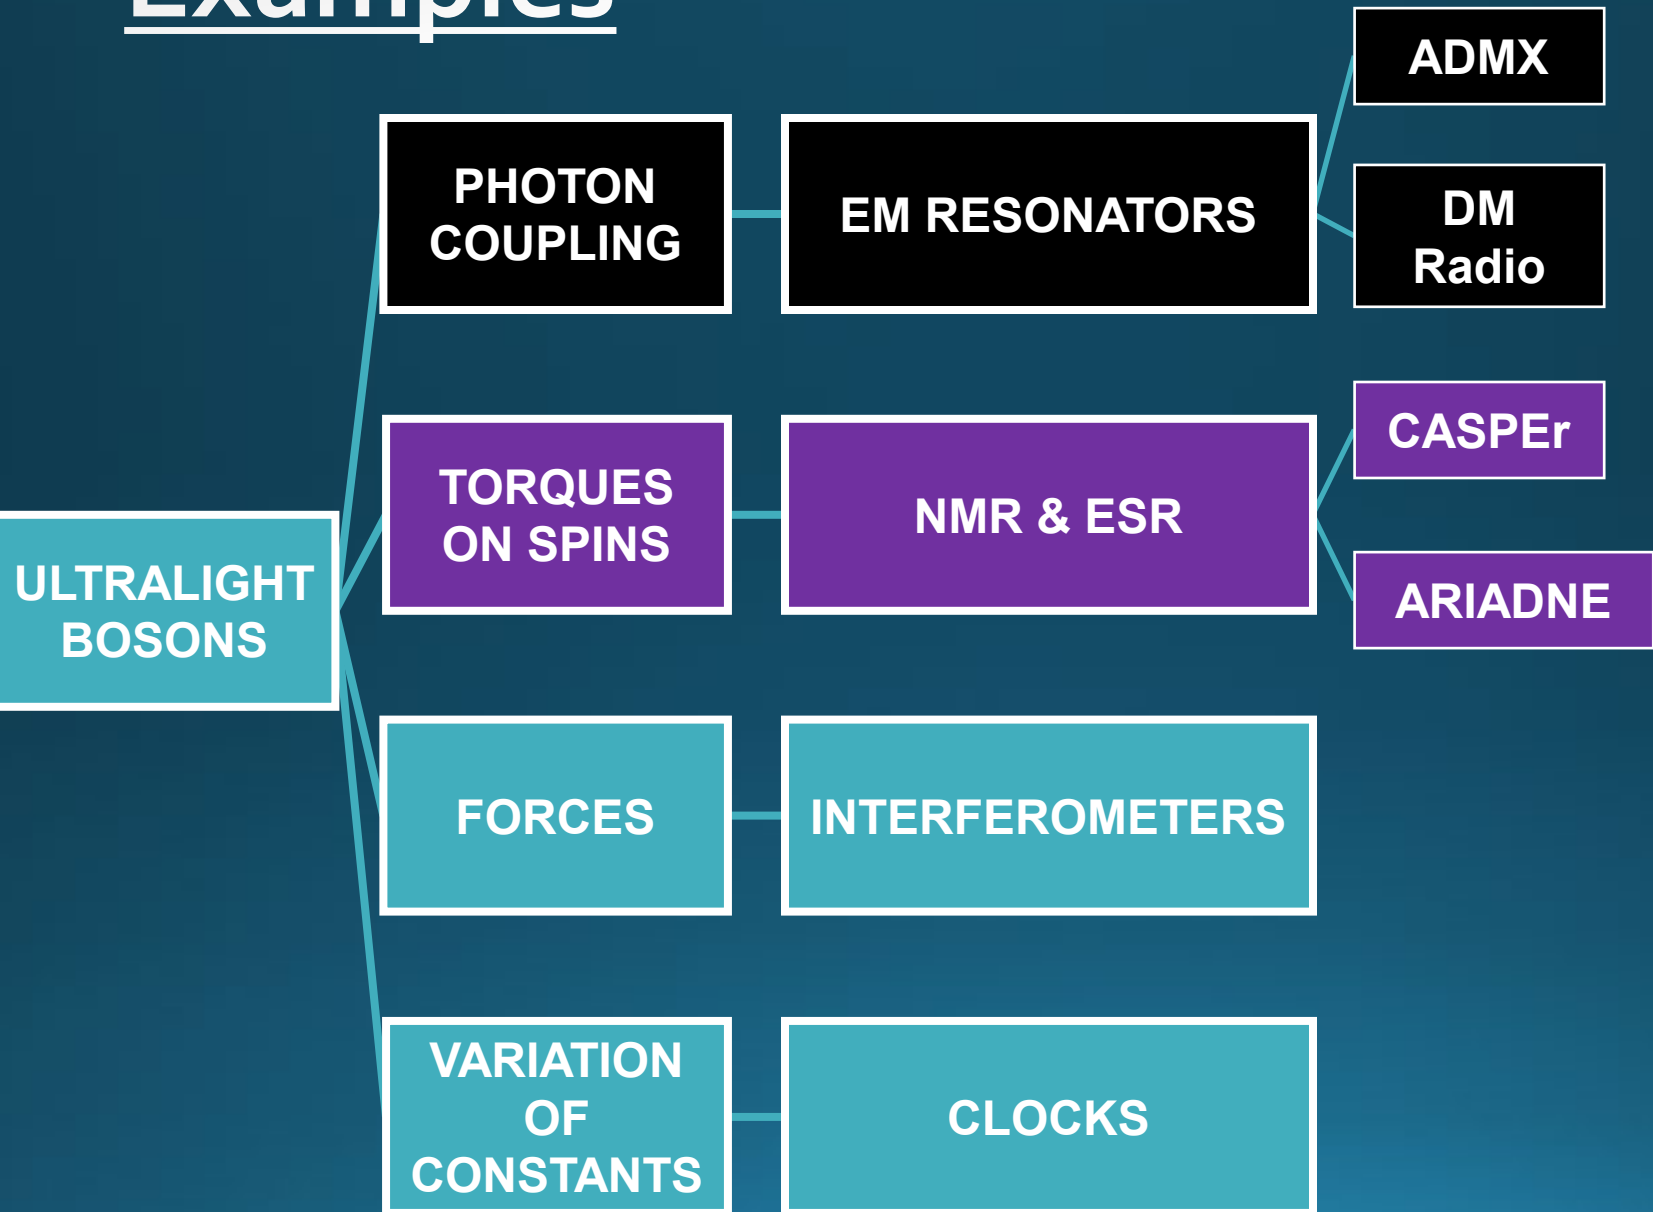 Examples
ADMX
PHOTON
COUPLING
EM RESONATORS
DM
Radio
CASPEr
TORQUES
ON SPINS
NMR & ESR
ARIADNE
ULTRALIGHT
BOSONS
FORCES
INTERFEROMETERS
VARIATION
OF
CONSTANTS
CLOCKS